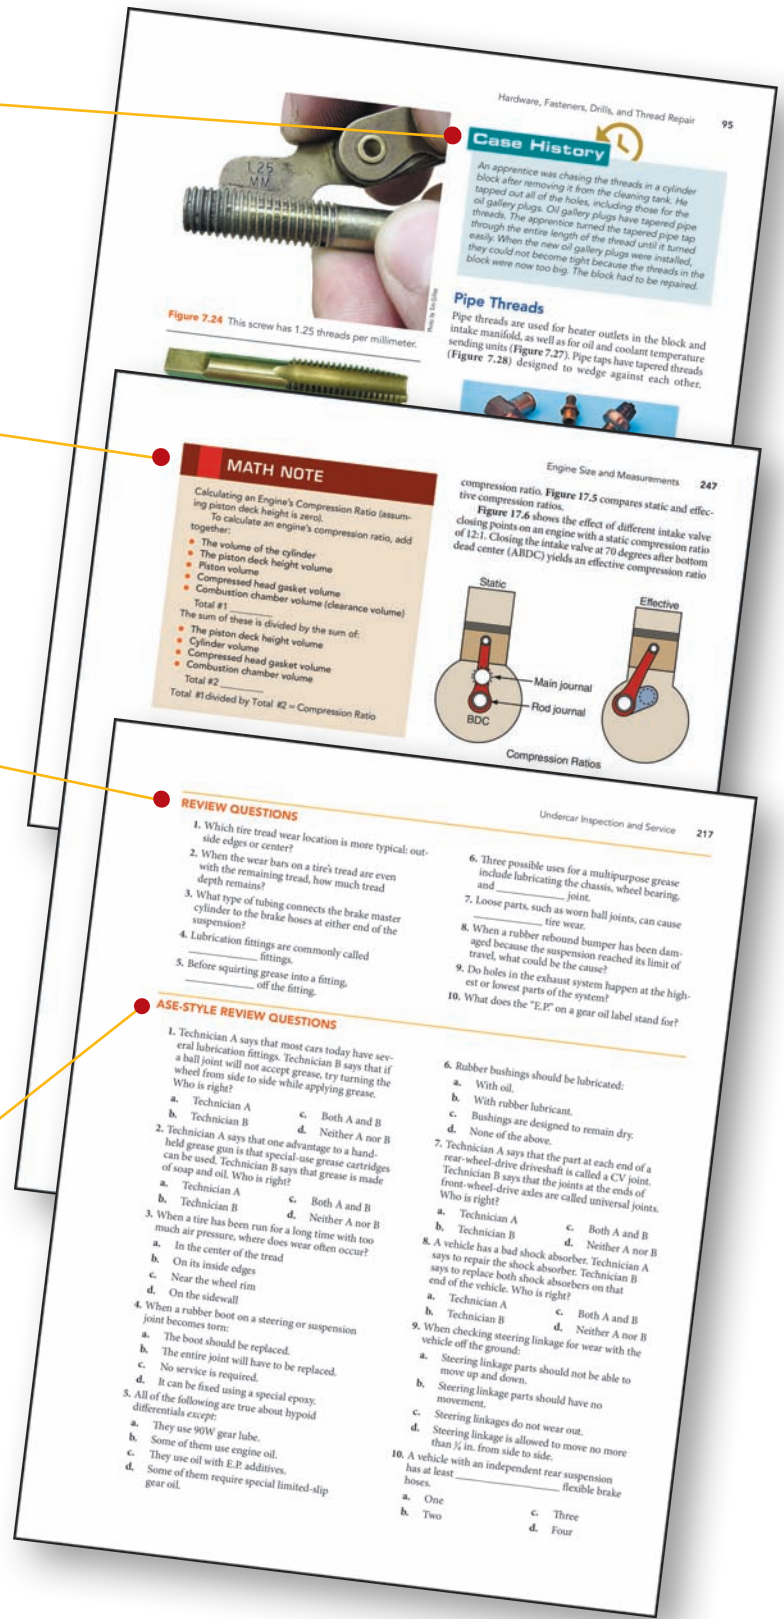 Hardware, Fasteners, Drills, and Thread Repair 95
1.25
MM
Figure 7.24 This screw has 1.25 threads per millimeter.
Case History
An apprentice was chasing the threads in a cylinder
block after removing it from the cleaning tank. He
tapped out all of the holes, including those for the
oil gallery plugs. Oil gallery plugs have tapered pipe
threads. The apprentice turned the tapered pipe tap
through the entire length of the thread until it turned
easily. When the new oil gallery plugs were installed,
they could not become tight because the threads in the
block were now too big. The block had to be repaired.
Pipe Threads
Pipe threads are used for heater outlets in the block and
intake manifold, as well as for oil and coolant temperature
sending units (Figure 7.27). Pipe taps have tapered threads
(Figure 7.28) designed to wedge against each other.
Engine Size and Measurements 247
MATH NOTE
Calculating an Engine's Compression Ratio (assum-
ing piston deck height is zero).
To calculate an engine's compression ratio, add
together:
• The volume of the cylinder
• The piston deck height volume
• Piston volume
• Compressed head gasket volume
• Combustion chamber volume (clearance volume)
Total #1 ________
The sum of these is divided by the sum of:
• The piston deck height volume
• Cylinder volume
• Compressed head gasket volume
• Combustion chamber volume
Total #2 ________
Total #1 divided by Total #2 = Compression Ratio
compression ratio. Figure 17.5 compares static and effec-
tive compression ratios.
Figure 17.6 shows the effect of different intake valve
closing points on an engine with a static compression ratio
of 12:1. Closing the intake valve at 70 degrees after bottom
dead center (ABDC) yields an effective compression ratio
Static
Effective
Main journal
Rod journal
BDC
Compression Ratios
Undercar Inspection and Service 217
REVIEW QUESTIONS
1. Which tire tread wear location is more typical: out-
side edges or center?
2. When the wear bars on a tire's tread are even
with the remaining tread, how much tread
depth remains?
3. What type of tubing connects the brake master
cylinder to the brake hoses at either end of the
suspension?
4. Lubrication fittings are commonly called
________ fittings.
5. Before squirting grease into a fitting,
________ off the fitting.
6. Three possible uses for a multipurpose grease
include lubricating the chassis, wheel bearing,
and ________ joint.
7. Loose parts, such as worn ball joints, can cause
________ tire wear.
8. When a rubber rebound bumper has been dam-
aged because the suspension reached its limit of
travel, what could be the cause?
9. Do holes in the exhaust system happen at the high-
est or lowest parts of the system?
10. What does the "E.P." on a gear oil label stand for?
ASE-STYLE REVIEW QUESTIONS
1. Technician A says that most cars today have sev-
eral lubrication fittings. Technician B says that if
a ball joint will not accept grease, try turning the
wheel from side to side while applying grease.
Who is right?
a. Technician A c. Both A and B
b. Technician B d. Neither A nor B
2. Technician A says that one advantage to a hand-
held grease gun is that special-use grease cartridges
can be used. Technician B says that grease is made
of soap and oil. Who is right?
a. Technician A c. Both A and B
b. Technician B d. Neither A nor B
3. When a tire has been run for a long time with too
much air pressure, where does wear often occur?
a. In the center of the tread
b. On its inside edges
c. Near the wheel rim
d. On the sidewall
4. When a rubber boot on a steering or suspension
joint becomes torn:
a. The boot should be replaced.
b. The entire joint will have to be replaced.
c. No service is required.
d. It can be fixed using a special epoxy.
5. All of the following are true about hypoid
differentials except:
a. They use 90W gear lube.
b. Some of them use engine oil.
c. They use oil with E.P. additives.
d. Some of them require special limited-slip
gear oil.
6. Rubber bushings should be lubricated:
a. With oil.
b. With rubber lubricant.
c. Bushings are designed to remain dry.
d. None of the above.
7. Technician A says that the part at each end of a
rear-wheel-drive driveshaft is called a CV joint.
Technician B says that the joints at the ends of
front-wheel-drive axles are called universal joints.
Who is right?
a. Technician A c. Both A and B
b. Technician B d. Neither A nor B
8. A vehicle has a bad shock absorber. Technician A
says to repair the shock absorber. Technician B
says to replace both shock absorbers on that
end of the vehicle. Who is right?
a. Technician A c. Both A and B
b. Technician B d. Neither A nor B
9. When checking steering linkage for wear with the
vehicle off the ground:
a. Steering linkage parts should not be able to
move up and down.
b. Steering linkage parts should have no
movement.
c. Steering linkages do not wear out.
d. Steering linkage is allowed to move no more
than ¼ in. from side to side.
10. A vehicle with an independent rear suspension
has at least ________ flexible brake
hoses.
a. One c. Three
b. Two d. Four